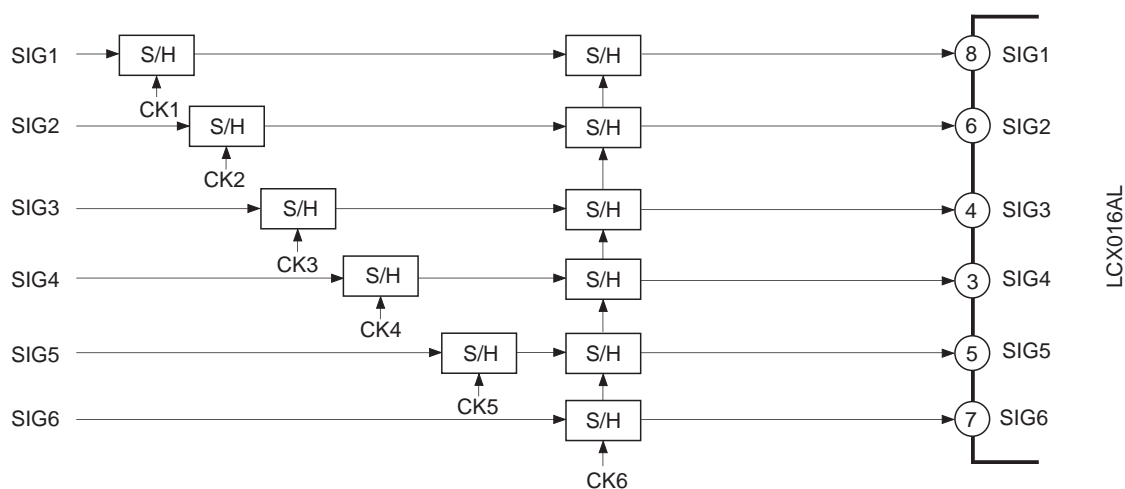 SIG1 S/H S/H 8 SIG1
CK1
SIG2 S/H S/H 6 SIG2
CK2
SIG3 S/H S/H 4 SIG3
CK3
SIG4 S/H S/H 3 SIG4
CK4
SIG5 S/H S/H 5 SIG5
CK5
SIG6 S/H 7 SIG6
CK6
LCX016AL